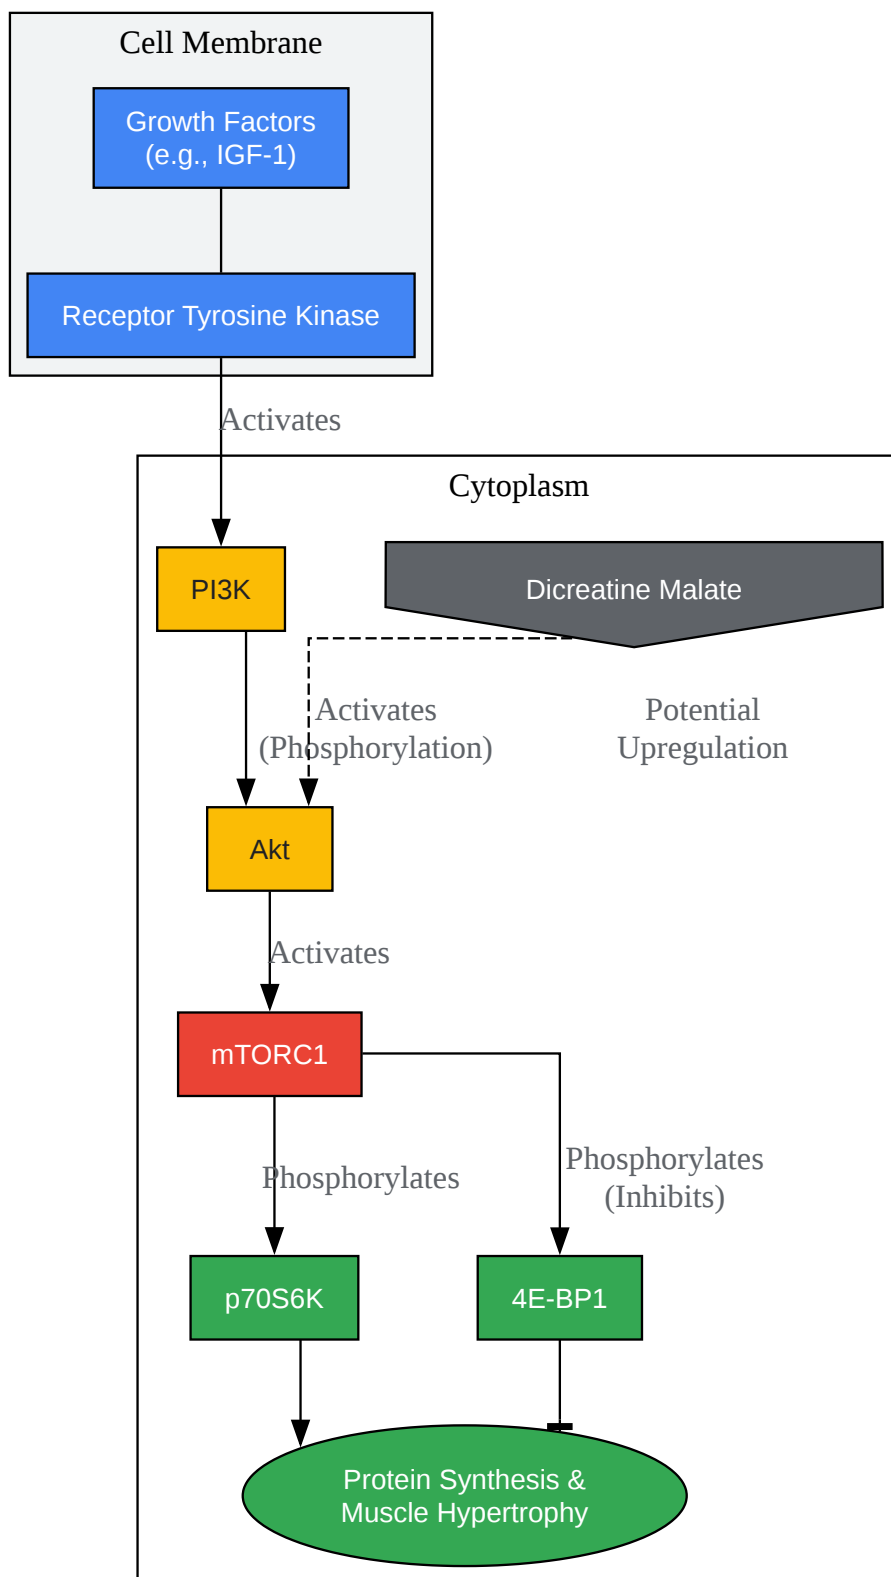 Cell Membrane
Growth Factors
(e.g., IGF-1)
Receptor Tyrosine Kinase
Activates
Cytoplasm
PI3K
Dicreatine Malate
Activates
(Phosphorylation)
Potential
Upregulation
Akt
Activates
mTORC1
Phosphorylates
Phosphorylates
(Inhibits)
p70S6K
4E-BP1
Protein Synthesis &
Muscle Hypertrophy